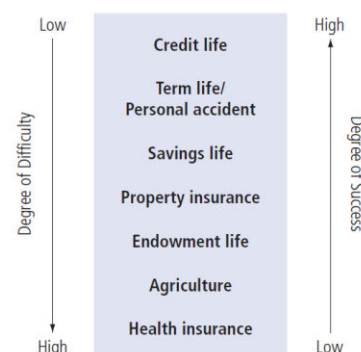 Low
High
Credit life
Term life/
Personal accident
Savings life
Property insurance
Endowment life
Agriculture
Health insurance
Degree of Difficulty
Degree of Success
High
Low